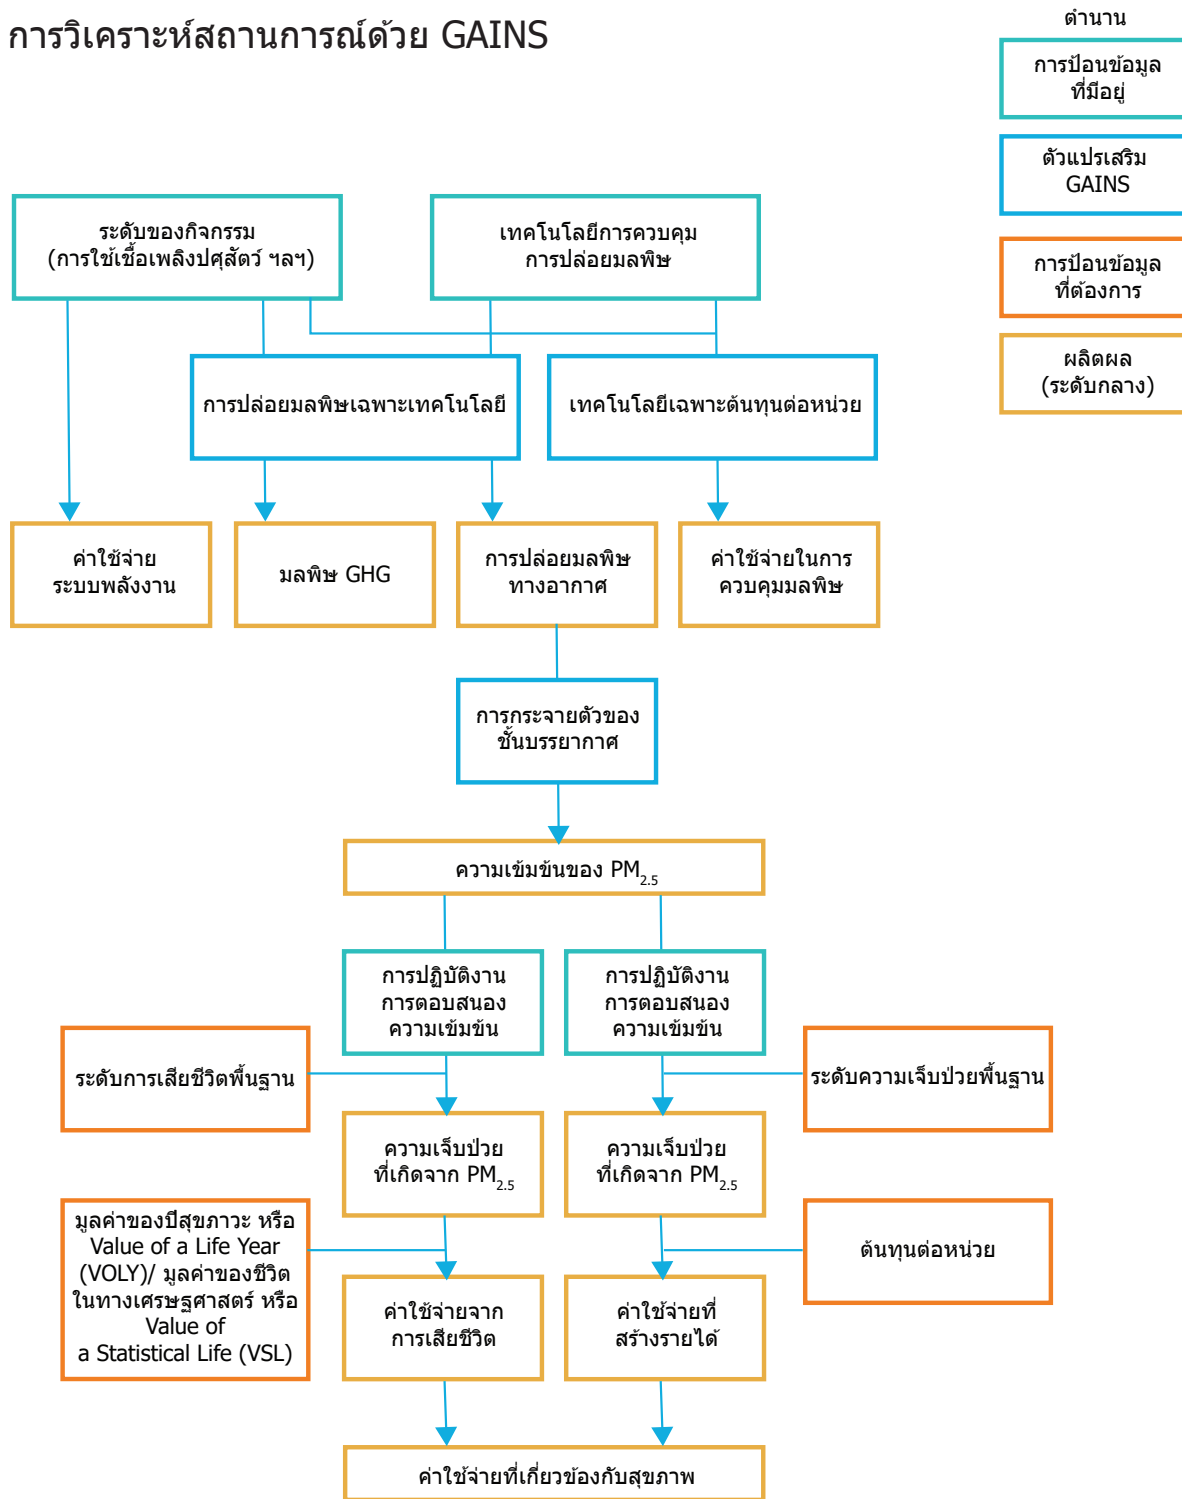 การวิเคราะห์สถานการณ์ด้วย GAINS
ตำนาน
การป้อนข้อมูล
ที่มีอยู่
ตัวแปรเสริม
GAINS
การป้อนข้อมูล
ที่ต้องการ
ผลิตผล
(ระดับกลาง)
ระดับของกิจกรรม
(การใช้เชื้อเพลิงปศุสัตว์ ฯลฯ)
เทคโนโลยีการควบคุม
การปล่อยมลพิษ
การปล่อยมลพิษเฉพาะเทคโนโลยี
เทคโนโลยีเฉพาะต้นทุนต่อหน่วย
ค่าใช้จ่าย
ระบบพลังงาน
มลพิษ GHG
การปล่อยมลพิษ
ทางอากาศ
ค่าใช้จ่ายในการ
ควบคุมมลพิษ
การกระจายตัวของ
ชั้นบรรยากาศ
ความเข้มข้นของ PM2.5
การปฏิบัติงาน
การตอบสนอง
ความเข้มข้น
การปฏิบัติงาน
การตอบสนอง
ความเข้มข้น
ระดับการเสียชีวิตพื้นฐาน
ระดับความเจ็บป่วยพื้นฐาน
ความเจ็บป่วย
ที่เกิดจาก PM2.5
ความเจ็บป่วย
ที่เกิดจาก PM2.5
มูลค่าของปีสุขภาวะ หรือ
Value of a Life Year
(VOLY)/ มูลค่าของชีวิต
ในทางเศรษฐศาสตร์ หรือ
Value of
a Statistical Life (VSL)
ต้นทุนต่อหน่วย
ค่าใช้จ่ายจาก
การเสียชีวิต
ค่าใช้จ่ายที่
สร้างรายได้
ค่าใช้จ่ายที่เกี่ยวข้องกับสุขภาพ